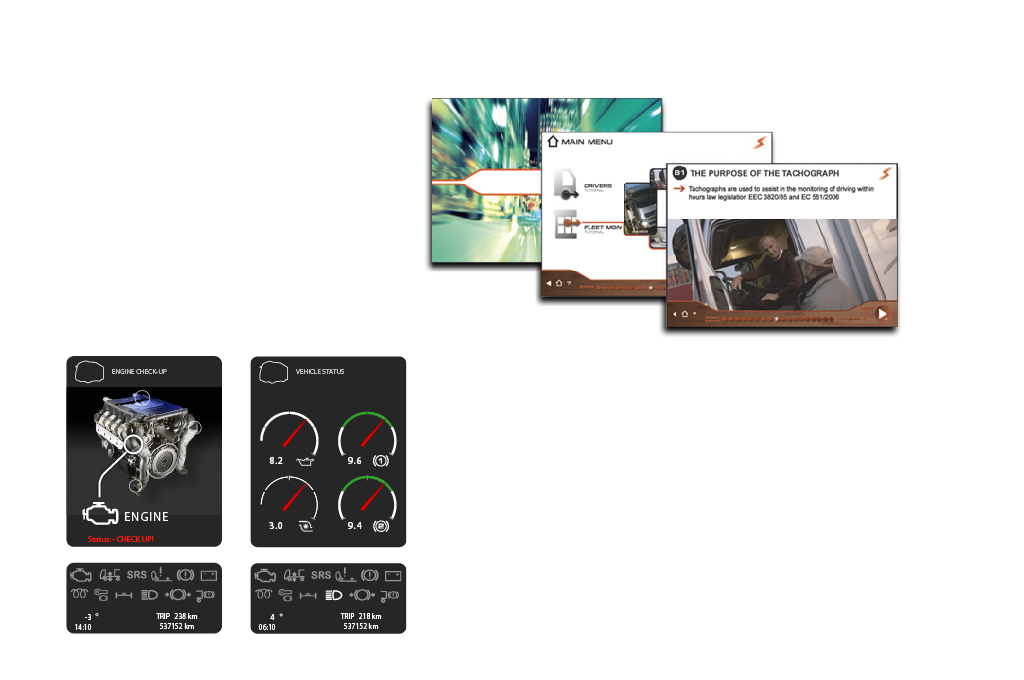 MAIN MENU
DRIVERS
TUTORIAL
FLEET MGN
TUTORIAL
B1 THE PURPOSE OF THE TACHOGRAPH
Tachographs are used to assist in the monitoring of driving within
hours law legislation EEC 3820/85 and EC 561/2006
?
?
ENGINE CHECK-UP
ENGINE
Status: - CHECK UP!
VEHICLE STATUS
8.2
9.6
1
3.0
9.4
2
SRS
-3 °
TRIP 238 km
14:10
537152 km
SRS
4 °
TRIP 218 km
06:10
537152 km